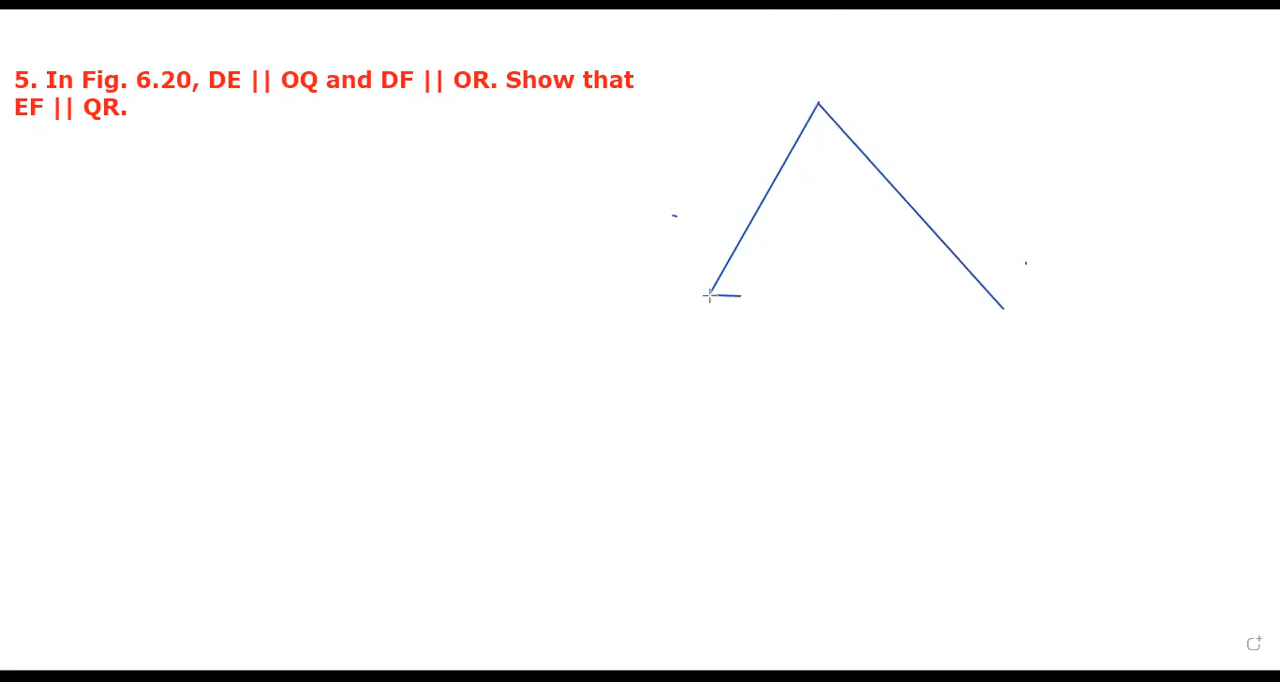 5. In Fig. 6.20, DE || OQ and DF || OR. Show that
EF || QR.